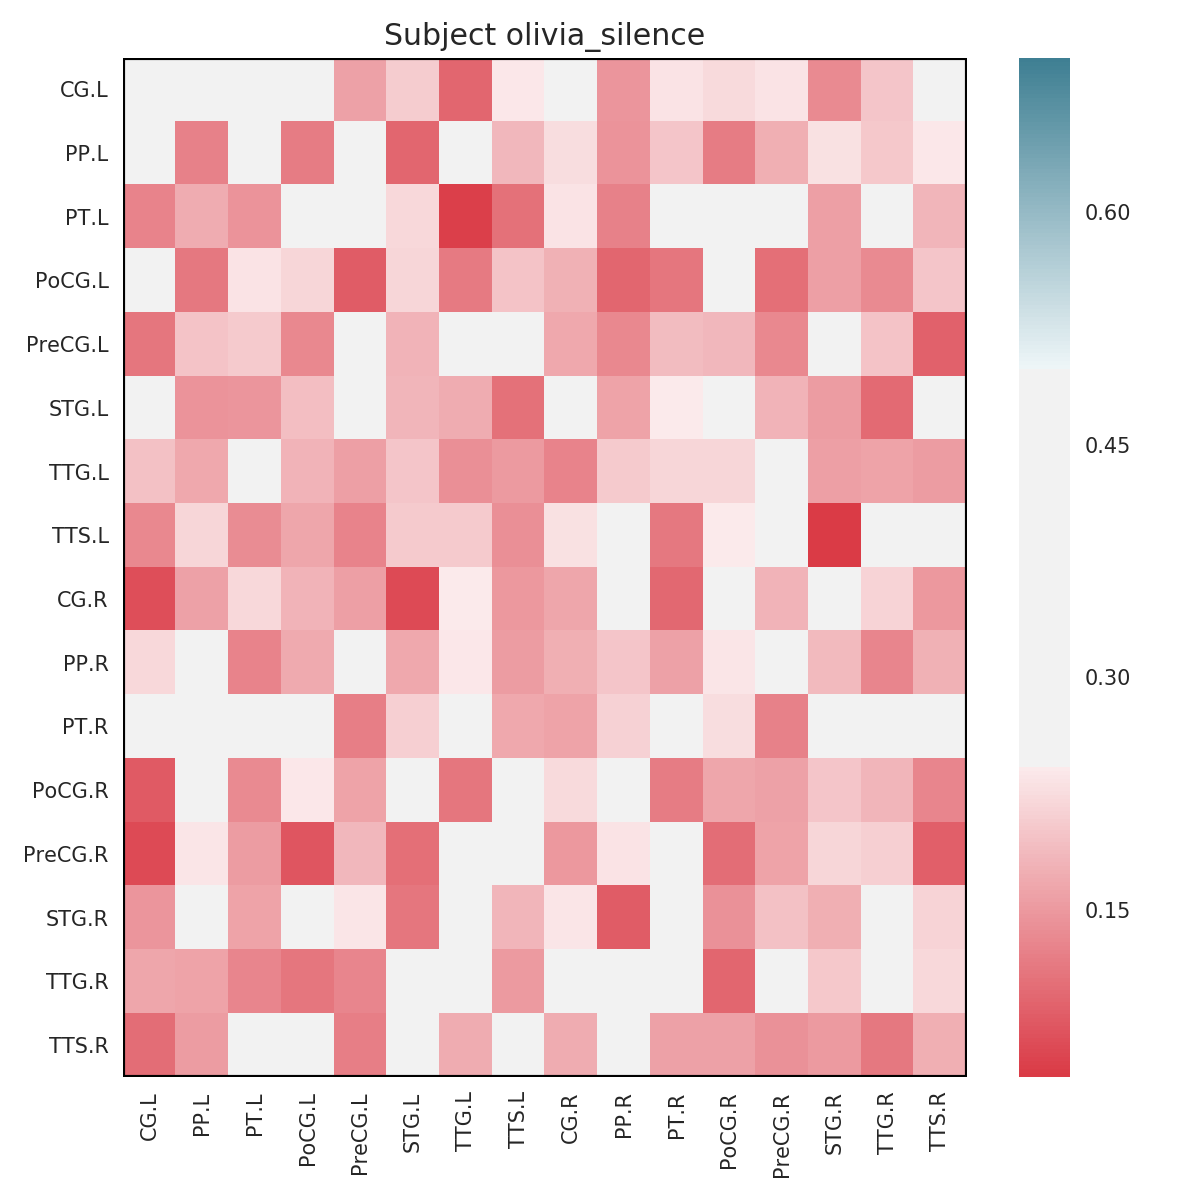 Subject olivia_silence
CG.L
PP.L
PT.L
PoCG.L
PreCG.L
STG.L
TTG.L
TTS.L
CG.R
PP.R
PT.R
PoCG.R
PreCG.R
STG.R
TTG.R
TTS.R
CG.L
PP.L
PT.L
PoCG.L
PreCG.L
STG.L
TTG.L
TTS.L
CG.R
PP.R
PT.R
PoCG.R
PreCG.R
STG.R
TTG.R
TTS.R
0.60
0.45
0.30
0.15